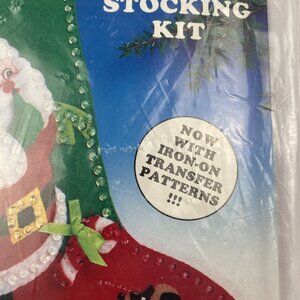 STOCKING
KIT
NOW
WITH
IRON-ON
TRANSFER
PATTERNS
!!!